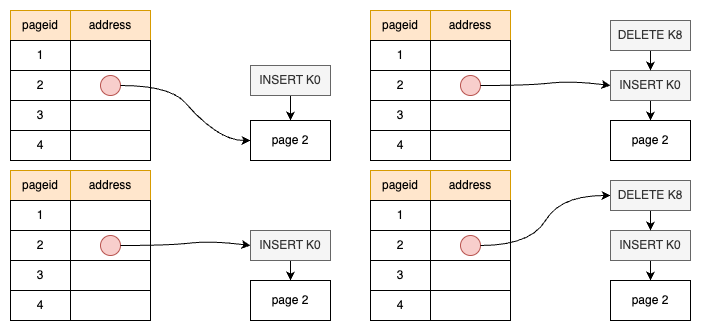 pageid address
1
2
3
4
INSERT K0
page 2
pageid address
1
2
3
4
DELETE K8
INSERT K0
page 2
pageid address
1
2
3
4
INSERT K0
page 2
pageid address
1
2
3
4
DELETE K8
INSERT K0
page 2